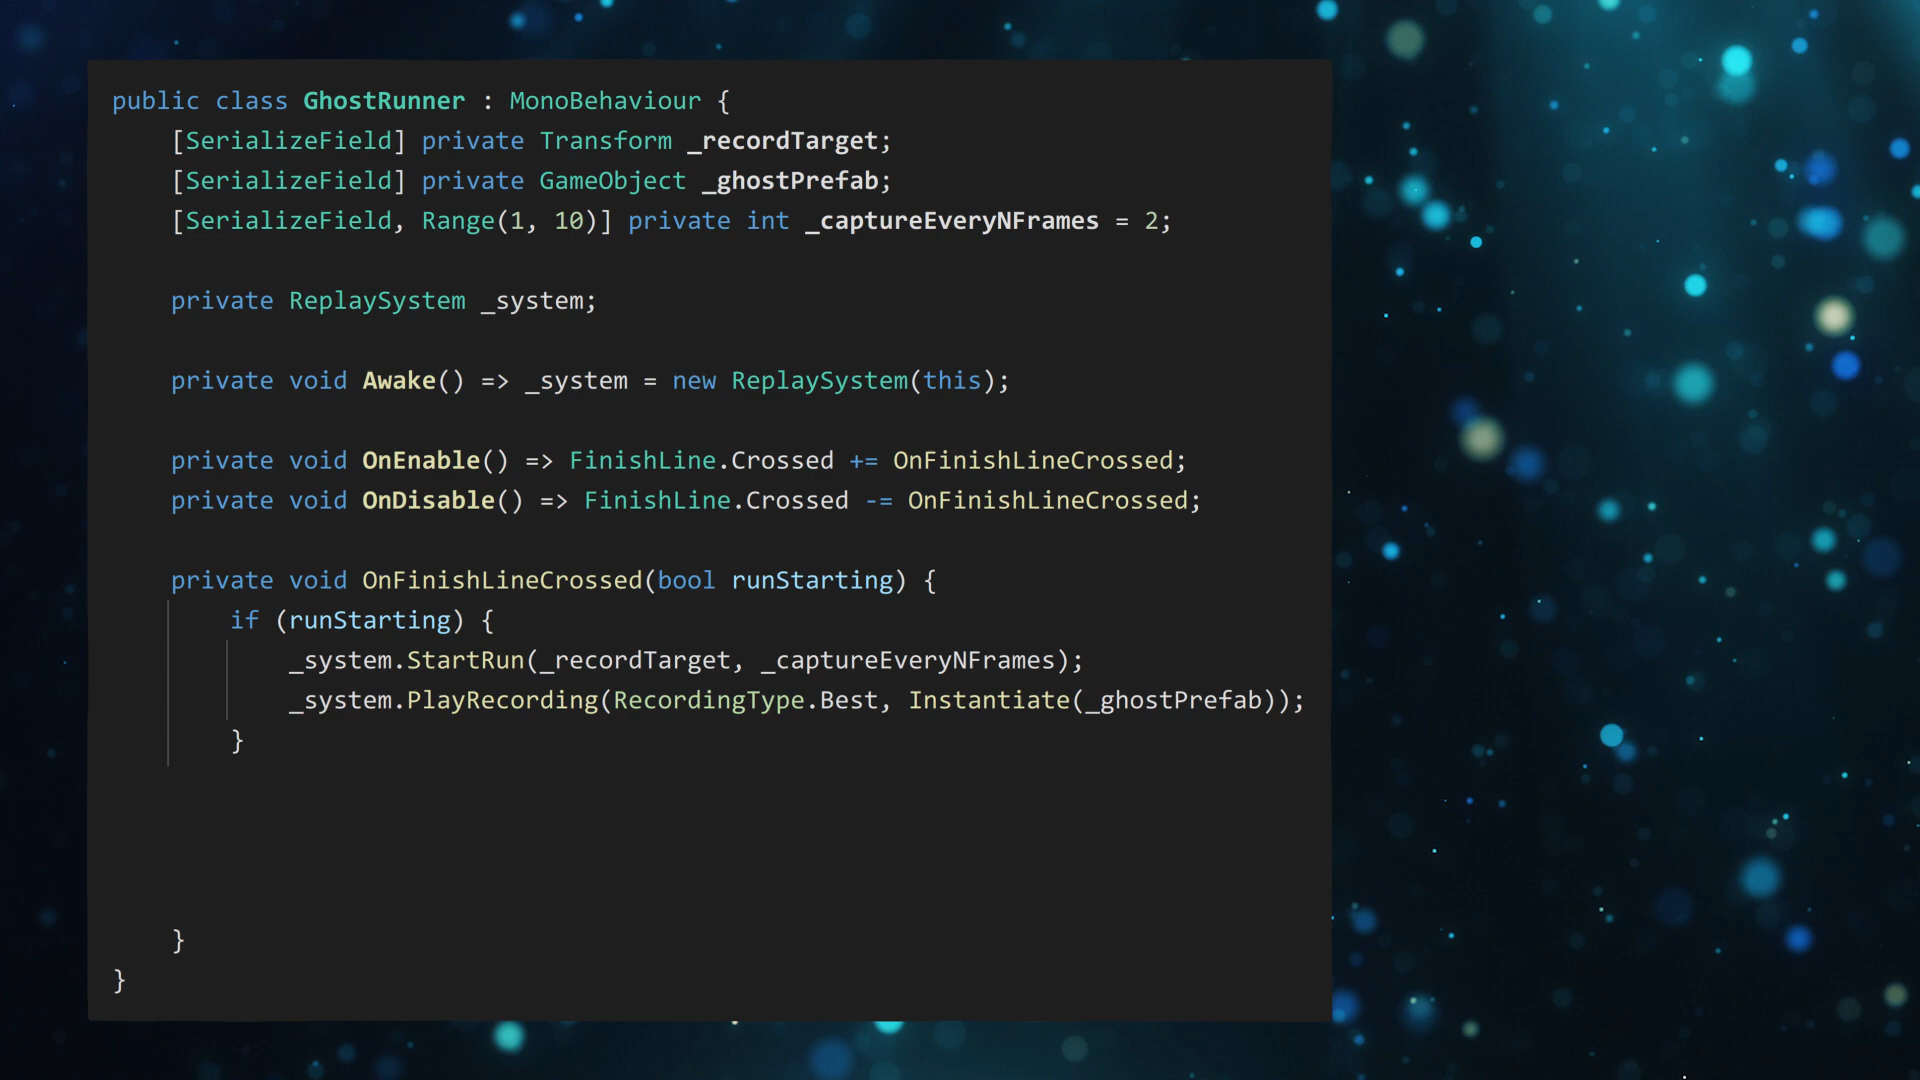 public class GhostRunner : MonoBehaviour {
    [SerializeField] private Transform _recordTarget;
    [SerializeField] private GameObject _ghostPrefab;
    [SerializeField, Range(1, 10)] private int _captureEveryNFrames = 2;

    private ReplaySystem _system;

    private void Awake() => _system = new ReplaySystem(this);

    private void OnEnable() => FinishLine.Crossed += OnFinishLineCrossed;
    private void OnDisable() => FinishLine.Crossed -= OnFinishLineCrossed;

    private void OnFinishLineCrossed(bool runStarting) {
        if (runStarting) {
            _system.StartRun(_recordTarget, _captureEveryNFrames);
            _system.PlayRecording(RecordingType.Best, Instantiate(_ghostPrefab));
        }
    }
}